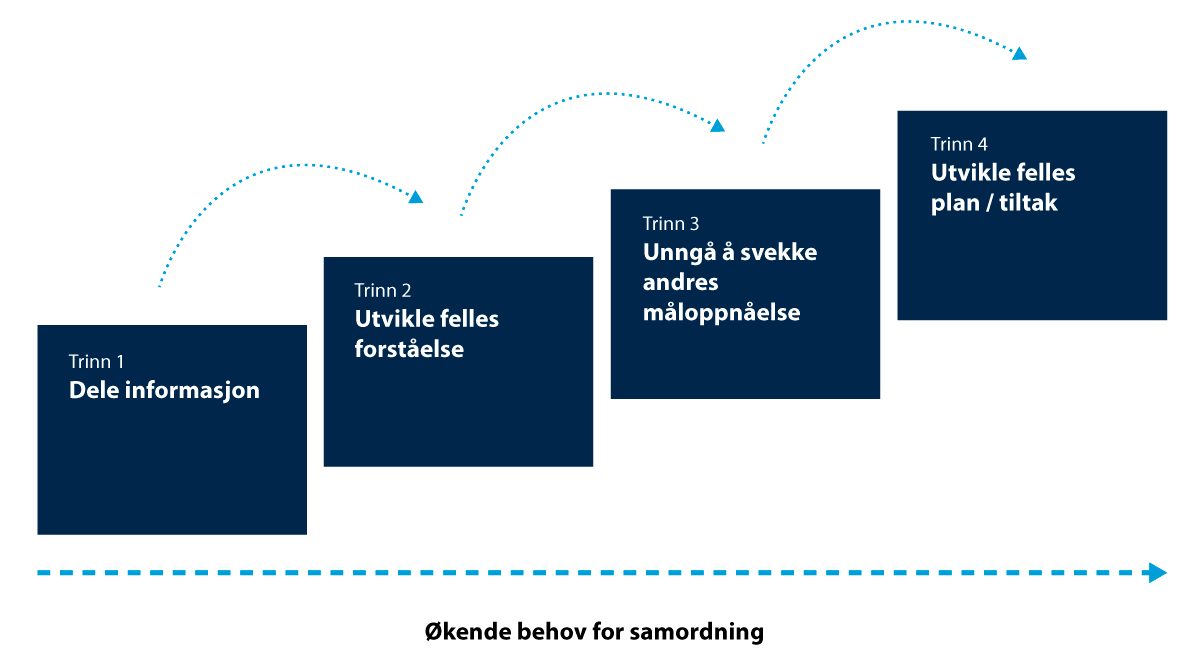 Trinn 1
Dele informasjon
Trinn 2
Utvikle felles
forståelse
Trinn 3
Unngå å svekke
andres
måloppnåelse
Trinn 4
Utvikle felles
plan / tiltak
Økende behov for samordning